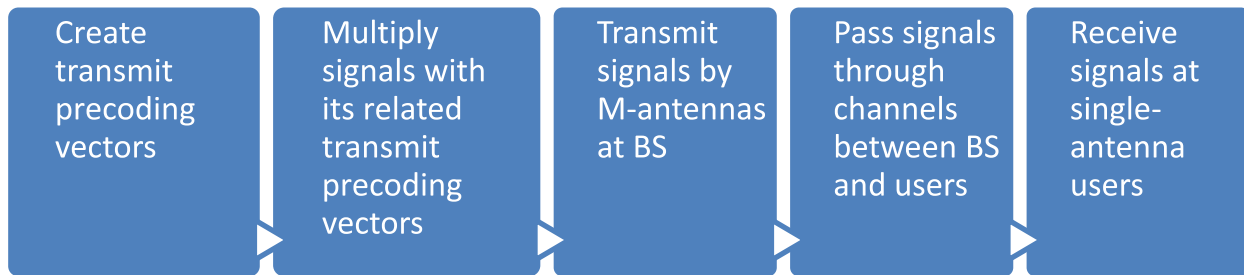 Create
transmit
precoding
vectors
Multiply
signals with
its related
transmit
precoding
vectors
Transmit
signals by
M-antennas
at BS
Pass signals
through
channels
between BS
and users
Receive
signals at
single-
antenna
users